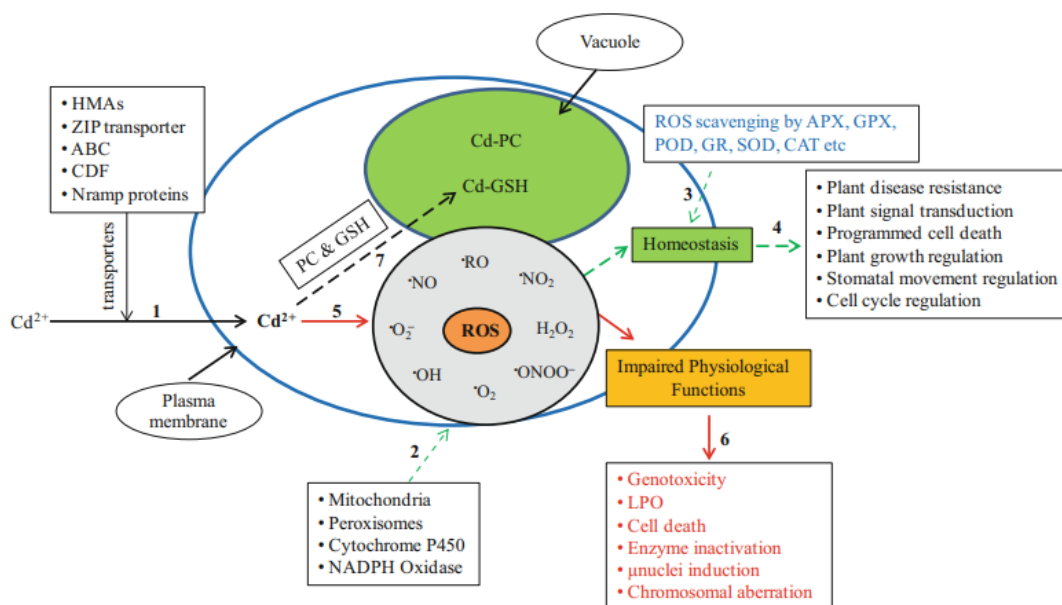 Vacuole
• HMAs
• ZIP transporter
• ABC
• CDF
• Nramp proteins
transporters
Cd²⁺
1
Cd²⁺
Plasma
membrane
Cd-PC
Cd-GSH
PC & GSH
7
5
•RO
•NO
•NO₂
•O₂⁻
ROS
H₂O₂
•OH
•O₂
•ONOO⁻
ROS scavenging by APX, GPX,
POD, GR, SOD, CAT etc
3
Homeostasis
4
• Plant disease resistance
• Plant signal transduction
• Programmed cell death
• Plant growth regulation
• Stomatal movement regulation
• Cell cycle regulation
Impaired Physiological
Functions
6
• Genotoxicity
• LPO
• Cell death
• Enzyme inactivation
• μnuclei induction
• Chromosomal aberration
2
• Mitochondria
• Peroxisomes
• Cytochrome P450
• NADPH Oxidase